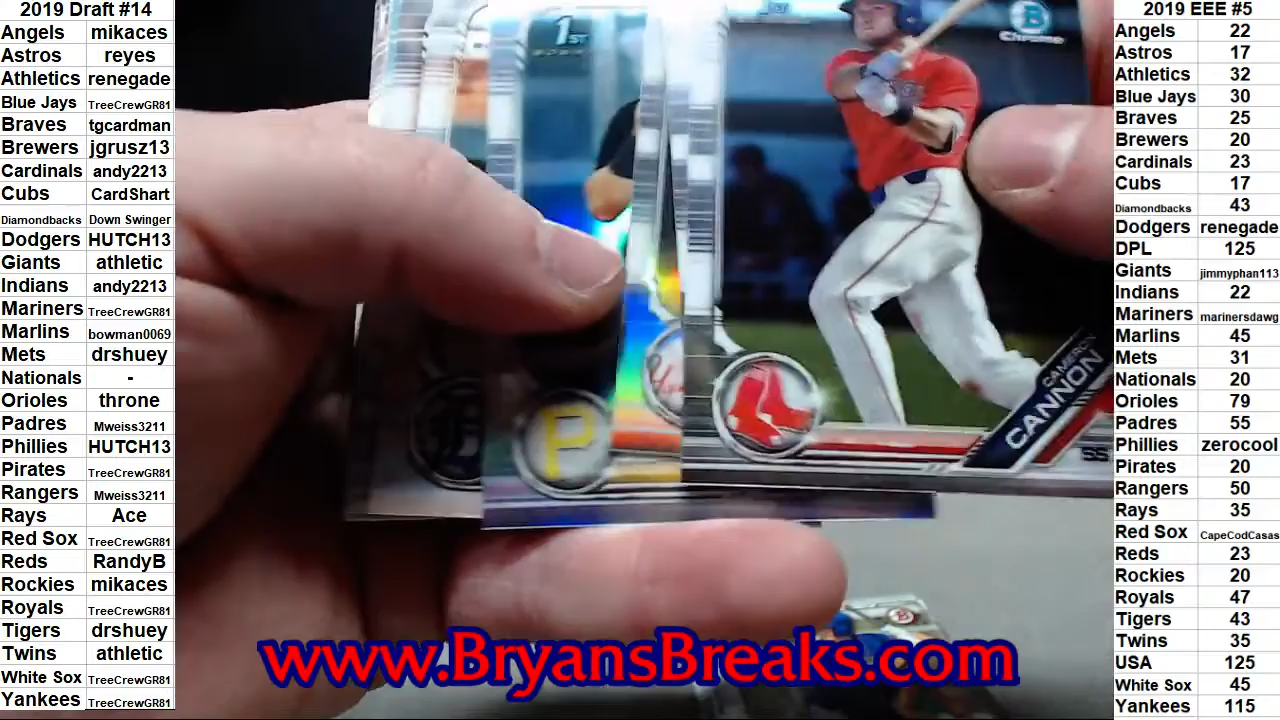 2019 Draft #14
Angels mikaces
Astros reyes
Athletics renegade
Blue Jays TreeCrewGR81
Braves tgcardman
Brewers jgrusz13
Cardinals andy2213
Cubs CardShart
Diamondbacks Down Swinger
Dodgers HUTCH13
Giants athletic
Indians andy2213
Mariners TreeCrewGR81
Marlins bowman0069
Mets drshuey
Nationals -
Orioles throne
Padres Mweiss3211
Phillies HUTCH13
Pirates TreeCrewGR81
Rangers Mweiss3211
Rays Ace
Red Sox TreeCrewGR81
Reds RandyB
Rockies mikaces
Royals TreeCrewGR81
Tigers drshuey
Twins athletic
White Sox TreeCrewGR81
Yankees TreeCrewGR81
1ST
B
Chrome
P
CAMERON
CANNON
SS
www.BryansBreaks.com
2019 EEE #5
Angels 22
Astros 17
Athletics 32
Blue Jays 30
Braves 25
Brewers 20
Cardinals 23
Cubs 17
Diamondbacks 43
Dodgers renegade
DPL 125
Giants jimmyphan113
Indians 22
Mariners marinersdawg
Marlins 45
Mets 31
Nationals 20
Orioles 79
Padres 55
Phillies zerocool
Pirates 20
Rangers 50
Rays 35
Red Sox CapeCodCasas
Reds 23
Rockies 20
Royals 47
Tigers 43
Twins 35
USA 125
White Sox 45
Yankees 115